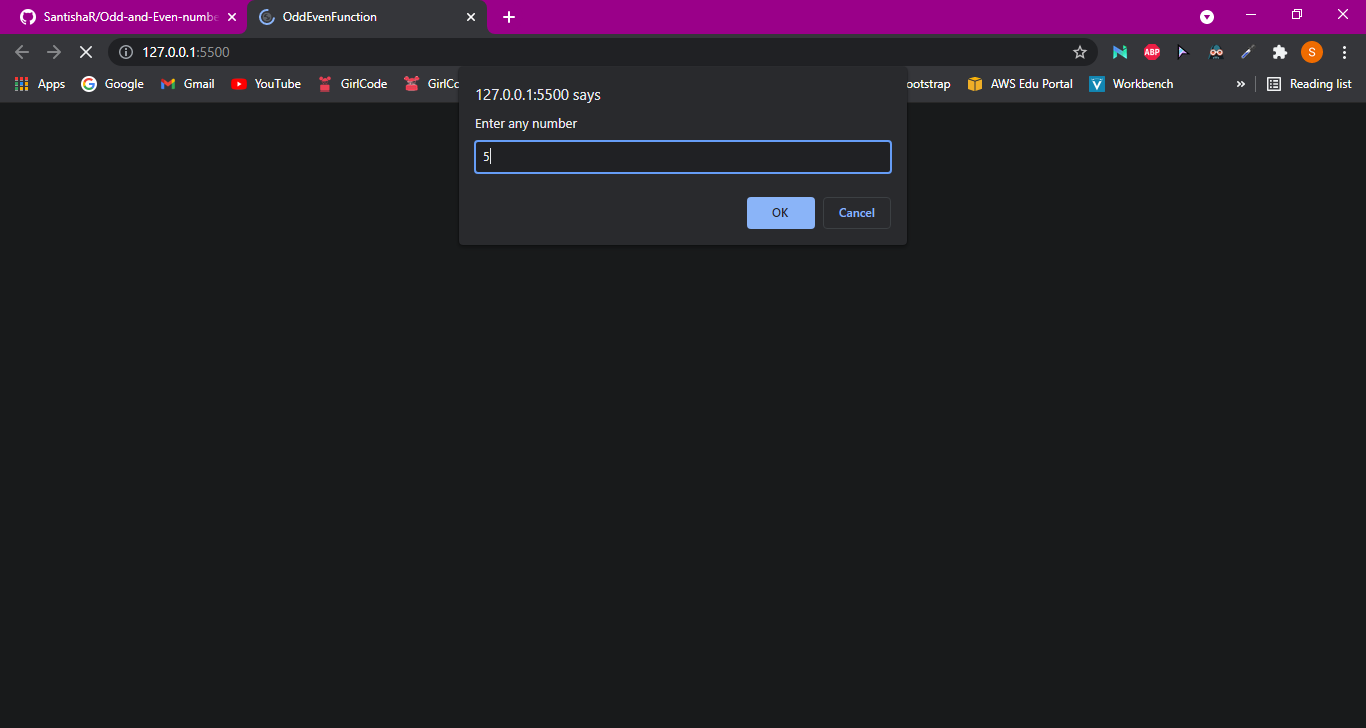 SantishaR/Odd-and-Even-numbe
OddEvenFunction
127.0.0.1:5500
ABP
S
Apps
Google
Gmail
YouTube
GirlCode
GirlCo
ootstrap
AWS Edu Portal
Workbench
Reading list
127.0.0.1:5500 says
Enter any number
5
OK
Cancel